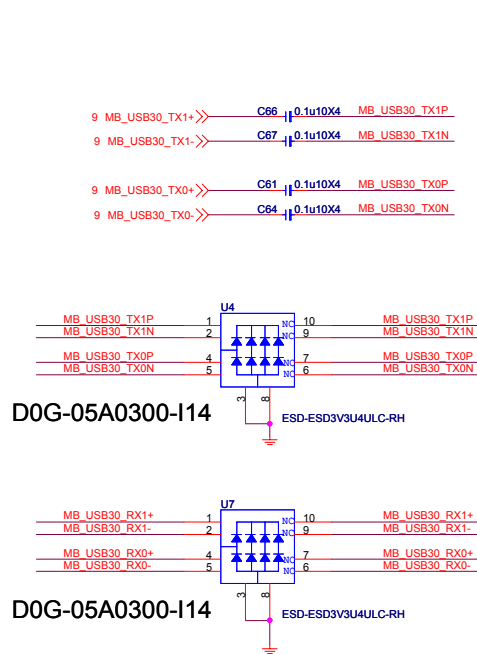 9 MB_USB30_TX1+ C66 0.1u10X4 MB_USB30_TX1P
9 MB_USB30_TX1- C67 0.1u10X4 MB_USB30_TX1N
9 MB_USB30_TX0+ C61 0.1u10X4 MB_USB30_TX0P
9 MB_USB30_TX0- C64 0.1u10X4 MB_USB30_TX0N
U4
MB_USB30_TX1P 1 NC 10 MB_USB30_TX1P
MB_USB30_TX1N 2 NC 9 MB_USB30_TX1N
MB_USB30_TX0P 4 NC 7 MB_USB30_TX0P
MB_USB30_TX0N 5 NC 6 MB_USB30_TX0N
3 8
D0G-05A0300-I14 ESD-ESD3V3U4ULC-RH
U7
MB_USB30_RX1+ 1 NC 10 MB_USB30_RX1+
MB_USB30_RX1- 2 NC 9 MB_USB30_RX1-
MB_USB30_RX0+ 4 NC 7 MB_USB30_RX0+
MB_USB30_RX0- 5 NC 6 MB_USB30_RX0-
3 8
D0G-05A0300-I14 ESD-ESD3V3U4ULC-RH